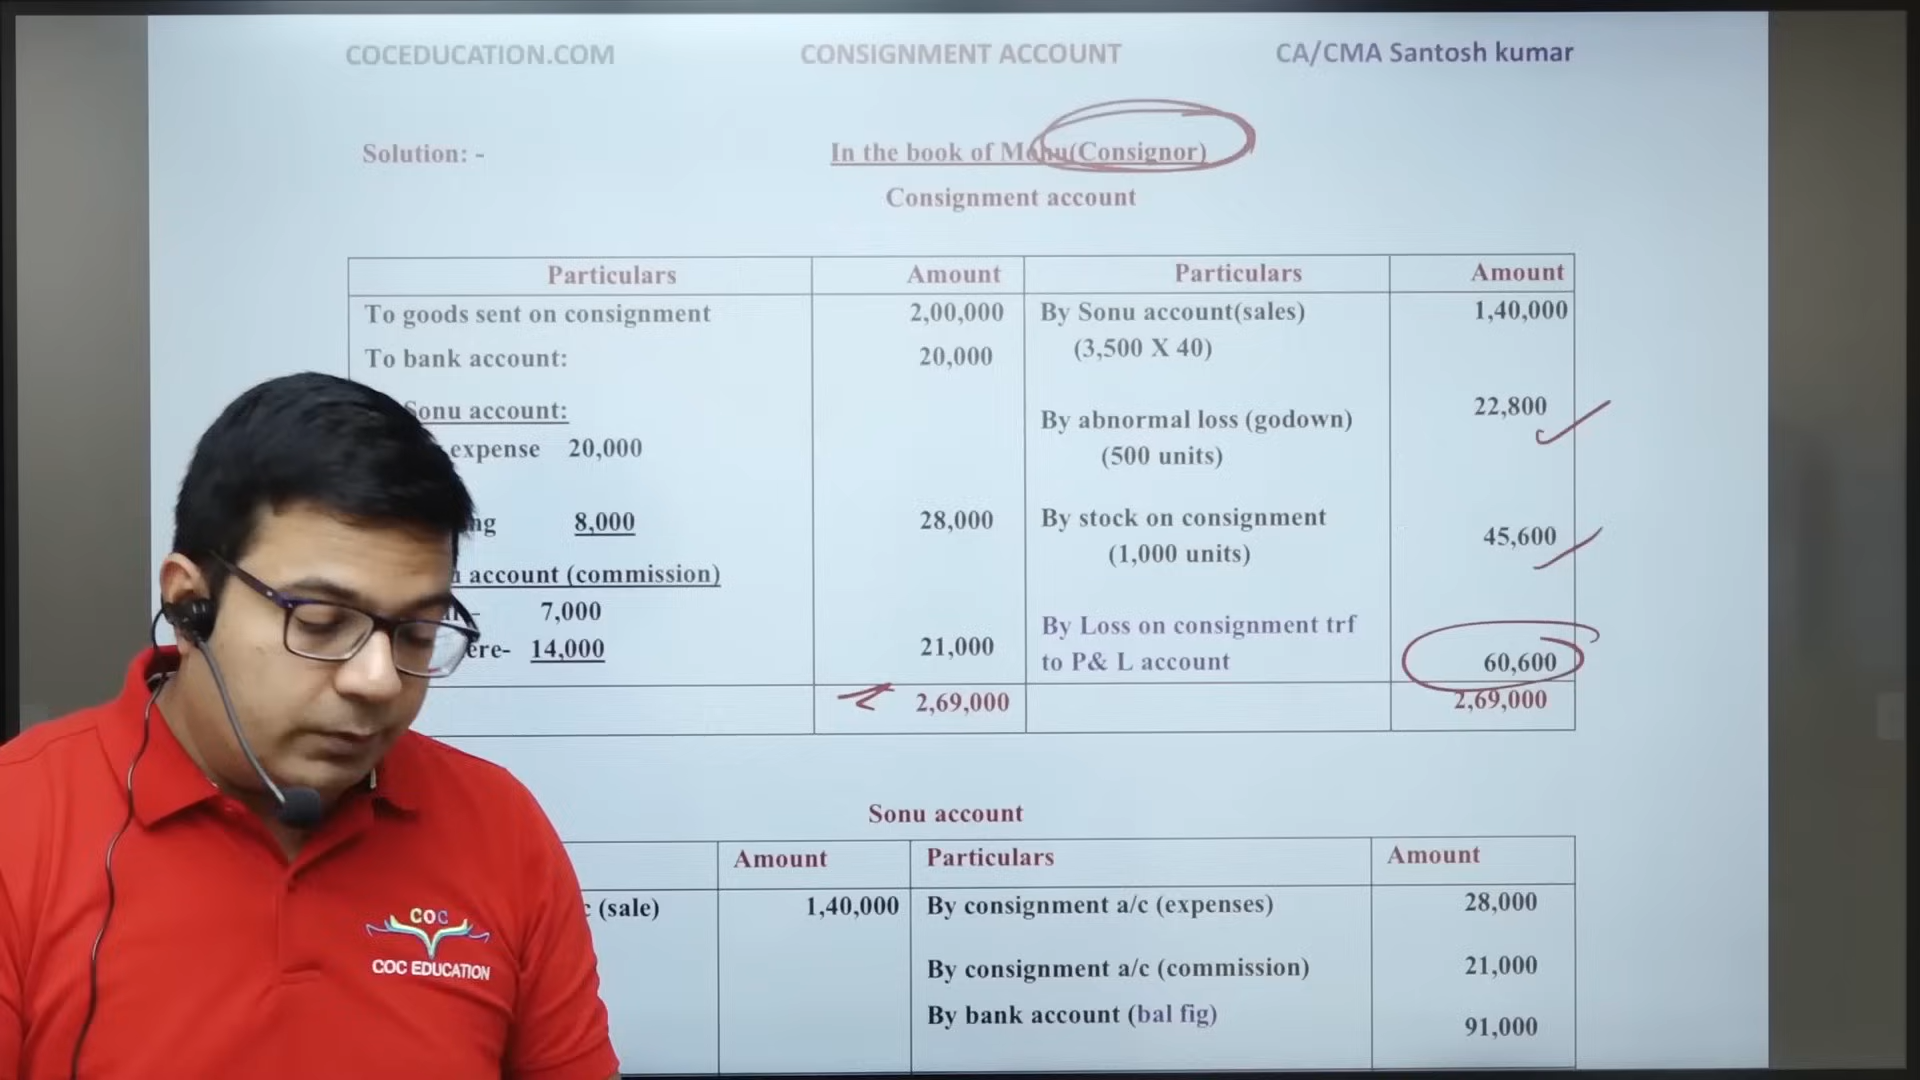 COCEDUCATION.COM CONSIGNMENT ACCOUNT CA/CMA Santosh kumar
Solution: - In the book of Monu(Consignor)
Consignment account
Particulars Amount Particulars Amount
To goods sent on consignment 2,00,000 By Sonu account(sales) 1,40,000
To bank account: 20,000 (3,500 X 40)
Sonu account: By abnormal loss (godown) 22,800
expense 20,000 (500 units)
8,000 28,000 By stock on consignment 45,600
(1,000 units)
account (commission)
7,000 By Loss on consignment trf
14,000 21,000 to P& L account 60,600
2,69,000 2,69,000
Sonu account
Amount Particulars Amount
(sale) 1,40,000 By consignment a/c (expenses) 28,000
By consignment a/c (commission) 21,000
By bank account (bal fig) 91,000
COC
COC EDUCATION